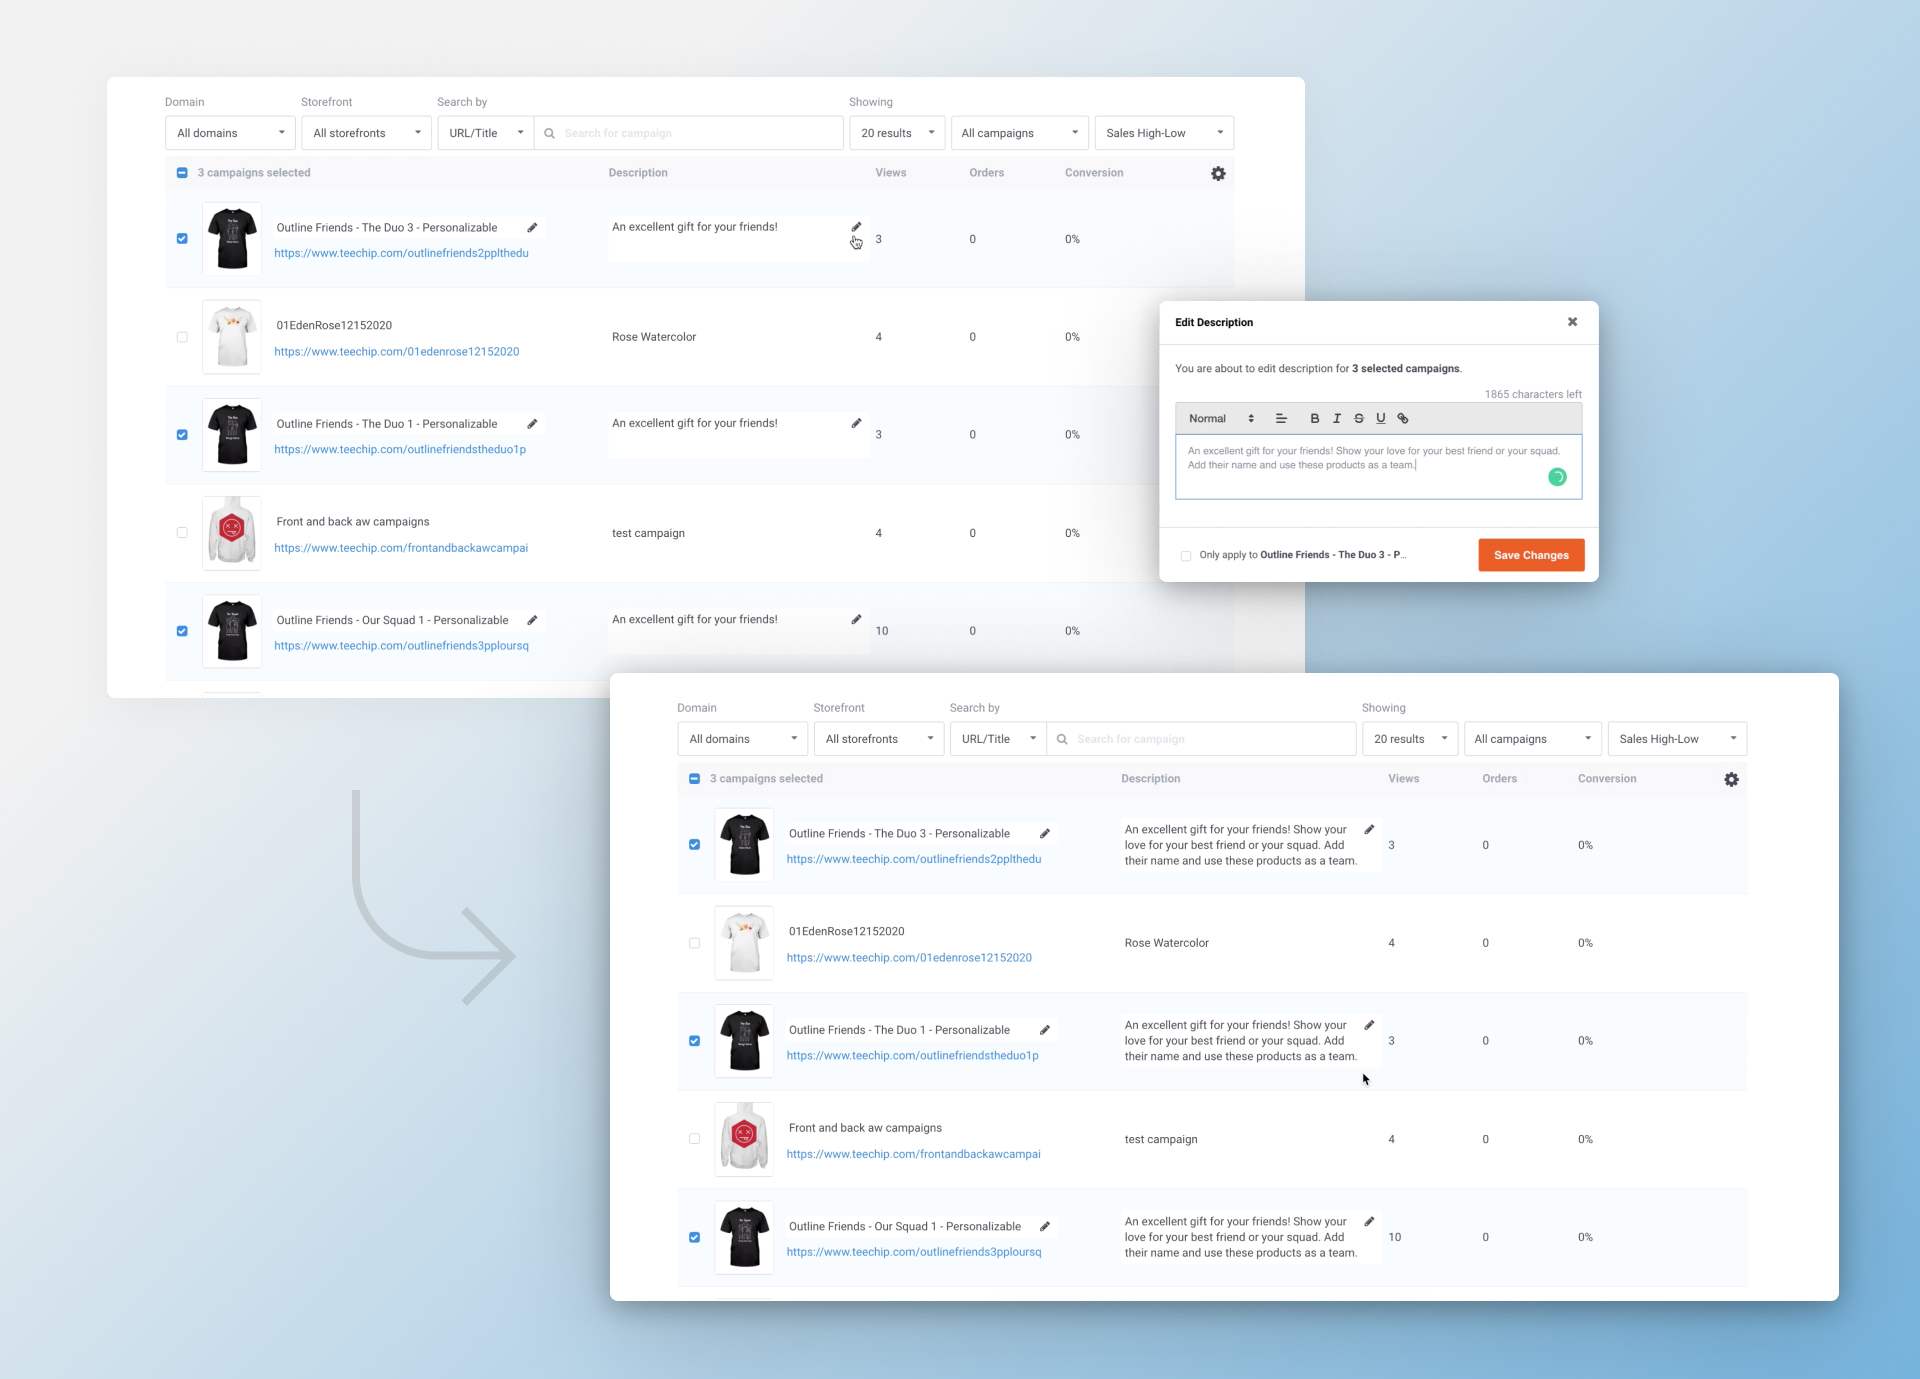 Domain
Storefront
Search by
Showing
All domains
All storefronts
URL/Title
Search for campaign
20 results
All campaigns
Sales High-Low
3 campaigns selected
Description
Views
Orders
Conversion
Outline Friends - The Duo 3 - Personalizable
https://www.teechip.com/outlinefriends2pplthedu
An excellent gift for your friends!
3
0
0%
01EdenRose12152020
https://www.teechip.com/01edenrose12152020
Rose Watercolor
4
0
0%
Outline Friends - The Duo 1 - Personalizable
https://www.teechip.com/outlinefriendstheduo1p
An excellent gift for your friends!
3
0
0%
Front and back aw campaigns
https://www.teechip.com/frontandbackawcampai
test campaign
4
0
0%
Outline Friends - Our Squad 1 - Personalizable
https://www.teechip.com/outlinefriends3pploursq
An excellent gift for your friends!
10
0
0%
Edit Description
You are about to edit description for 3 selected campaigns.
1865 characters left
Normal
B I S U
An excellent gift for your friends! Show your love for your best friend or your squad.
Add their name and use these products as a team.
Only apply to Outline Friends - The Duo 3 - P...
Save Changes
Domain
Storefront
Search by
Showing
All domains
All storefronts
URL/Title
Search for campaign
20 results
All campaigns
Sales High-Low
3 campaigns selected
Description
Views
Orders
Conversion
Outline Friends - The Duo 3 - Personalizable
https://www.teechip.com/outlinefriends2pplthedu
An excellent gift for your friends! Show your
love for your best friend or your squad. Add
their name and use these products as a team.
3
0
0%
01EdenRose12152020
https://www.teechip.com/01edenrose12152020
Rose Watercolor
4
0
0%
Outline Friends - The Duo 1 - Personalizable
https://www.teechip.com/outlinefriendstheduo1p
An excellent gift for your friends! Show your
love for your best friend or your squad. Add
their name and use these products as a team.
3
0
0%
Front and back aw campaigns
https://www.teechip.com/frontandbackawcampai
test campaign
4
0
0%
Outline Friends - Our Squad 1 - Personalizable
https://www.teechip.com/outlinefriends3pploursq
An excellent gift for your friends! Show your
love for your best friend or your squad. Add
their name and use these products as a team.
10
0
0%